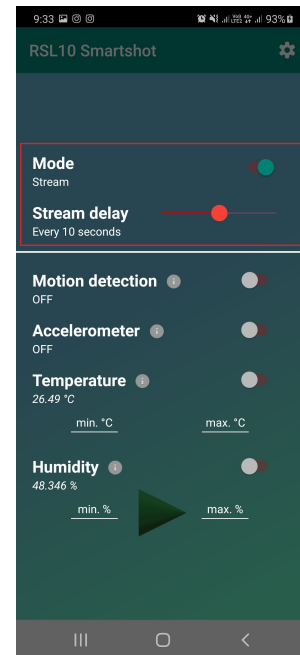 9:33 93%
RSL10 Smartshot
Mode
Stream
Stream delay
Every 10 seconds
Motion detection
OFF
Accelerometer
OFF
Temperature
26.49 °C
min. °C max. °C
Humidity
48.346 %
min. % max. %